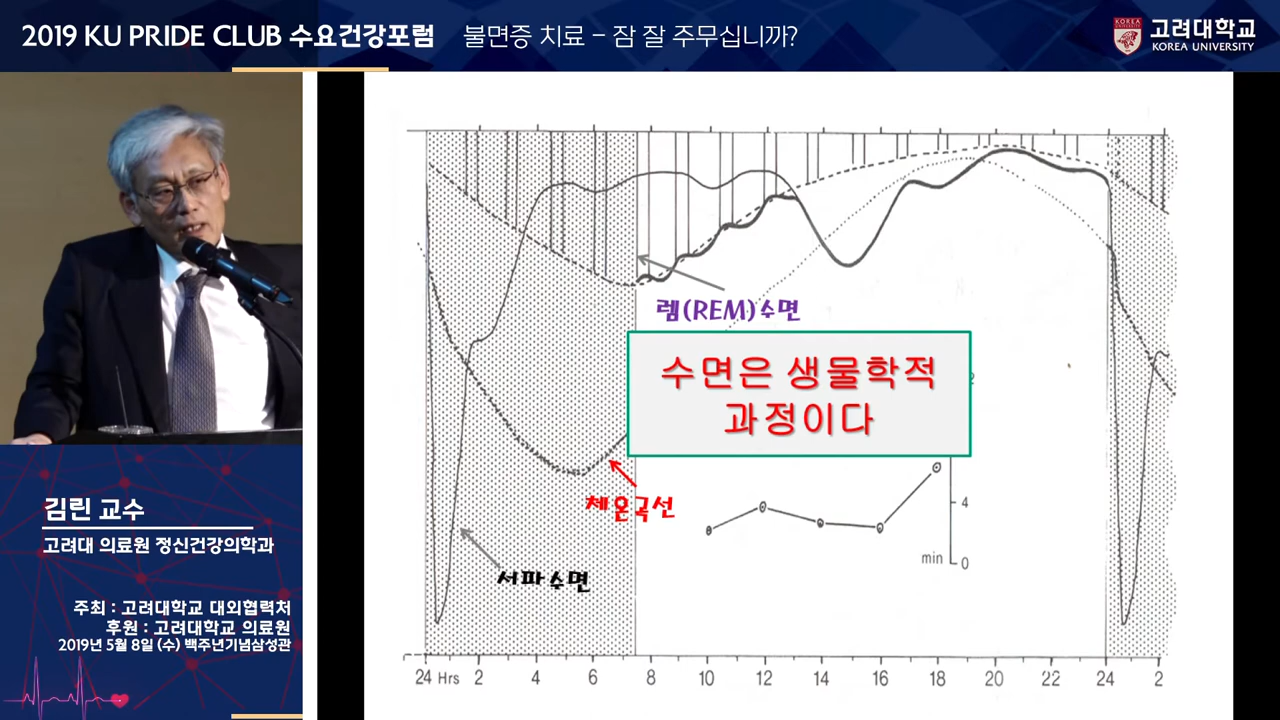 2019 KU PRIDE CLUB 수요건강포럼 불면증 치료 – 잠 잘 주무십니까?
KOREA UNIVERSITY
고려대학교
KOREA UNIVERSITY
렘(REM)수면
수면은 생물학적
과정이다
2
체온곡선
4
min
0
서파수면
24 Hrs 2 4 6 8 10 12 14 16 18 20 22 24 2
김린 교수
고려대 의료원 정신건강의학과
주최 : 고려대학교 대외협력처
후원 : 고려대학교 의료원
2019년 5월 8일 (수) 백주년기념삼성관